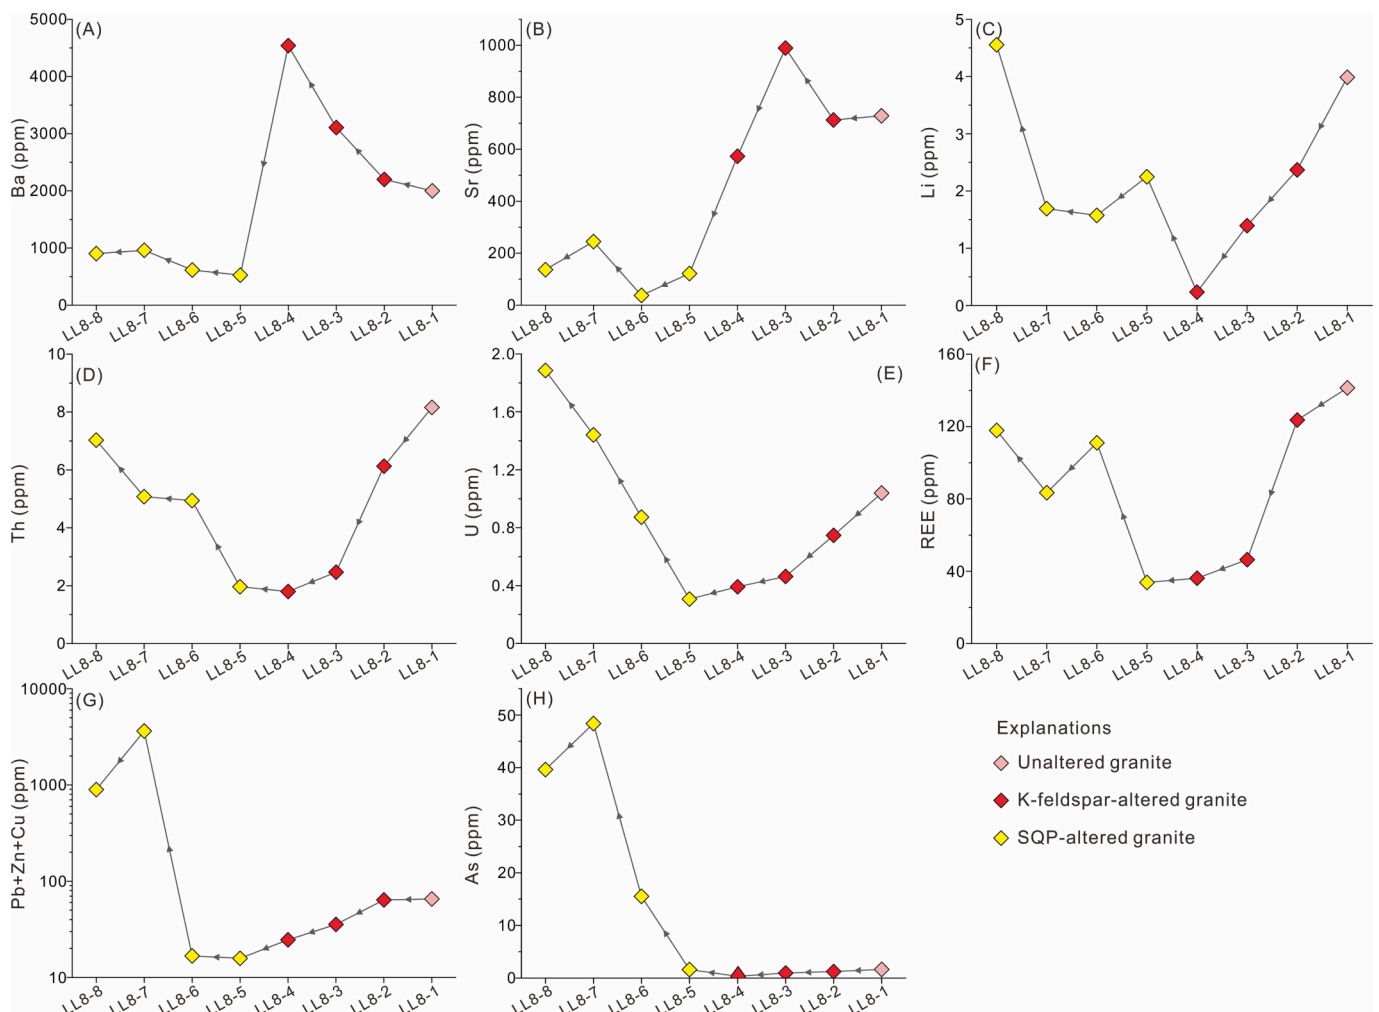 (A)
Ba (ppm)
5000
4000
3000
2000
1000
0
LL8-8 LL8-7 LL8-6 LL8-5 LL8-4 LL8-3 LL8-2 LL8-1
(B)
Sr (ppm)
1000
800
600
400
200
0
LL8-8 LL8-7 LL8-6 LL8-5 LL8-4 LL8-3 LL8-2 LL8-1
(C)
Li (ppm)
5
4
3
2
1
0
LL8-8 LL8-7 LL8-6 LL8-5 LL8-4 LL8-3 LL8-2 LL8-1
(D)
Th (ppm)
10
8
6
4
2
0
LL8-8 LL8-7 LL8-6 LL8-5 LL8-4 LL8-3 LL8-2 LL8-1
(E)
U (ppm)
2.0
1.6
1.2
0.8
0.4
0
LL8-8 LL8-7 LL8-6 LL8-5 LL8-4 LL8-3 LL8-2 LL8-1
(F)
REE (ppm)
160
120
80
40
0
LL8-8 LL8-7 LL8-6 LL8-5 LL8-4 LL8-3 LL8-2 LL8-1
(G)
Pb+Zn+Cu (ppm)
10000
1000
100
10
LL8-8 LL8-7 LL8-6 LL8-5 LL8-4 LL8-3 LL8-2 LL8-1
(H)
As (ppm)
50
40
30
20
10
0
LL8-8 LL8-7 LL8-6 LL8-5 LL8-4 LL8-3 LL8-2 LL8-1
Explanations
Unaltered granite
K-feldspar-altered granite
SQP-altered granite